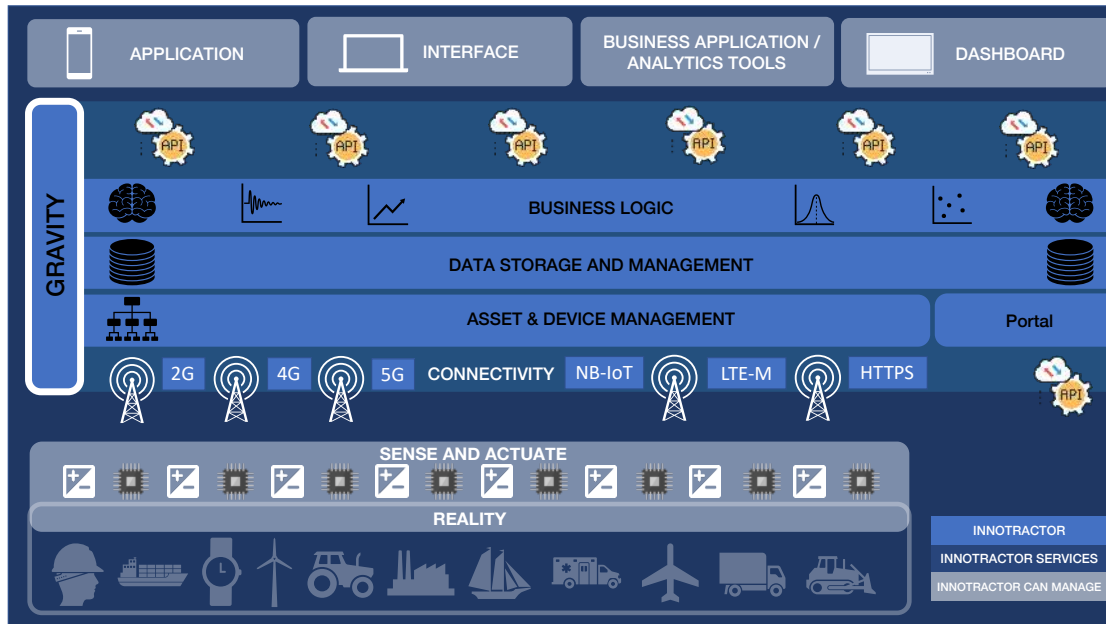 APPLICATION
INTERFACE
BUSINESS APPLICATION /
ANALYTICS TOOLS
DASHBOARD
GRAVITY
API
API
API
API
API
API
BUSINESS LOGIC
DATA STORAGE AND MANAGEMENT
ASSET & DEVICE MANAGEMENT
Portal
2G
4G
5G
CONNECTIVITY
NB-IoT
LTE-M
HTTPS
API
SENSE AND ACTUATE
REALITY
INNOTRACTOR
INNOTRACTOR SERVICES
INNOTRACTOR CAN MANAGE